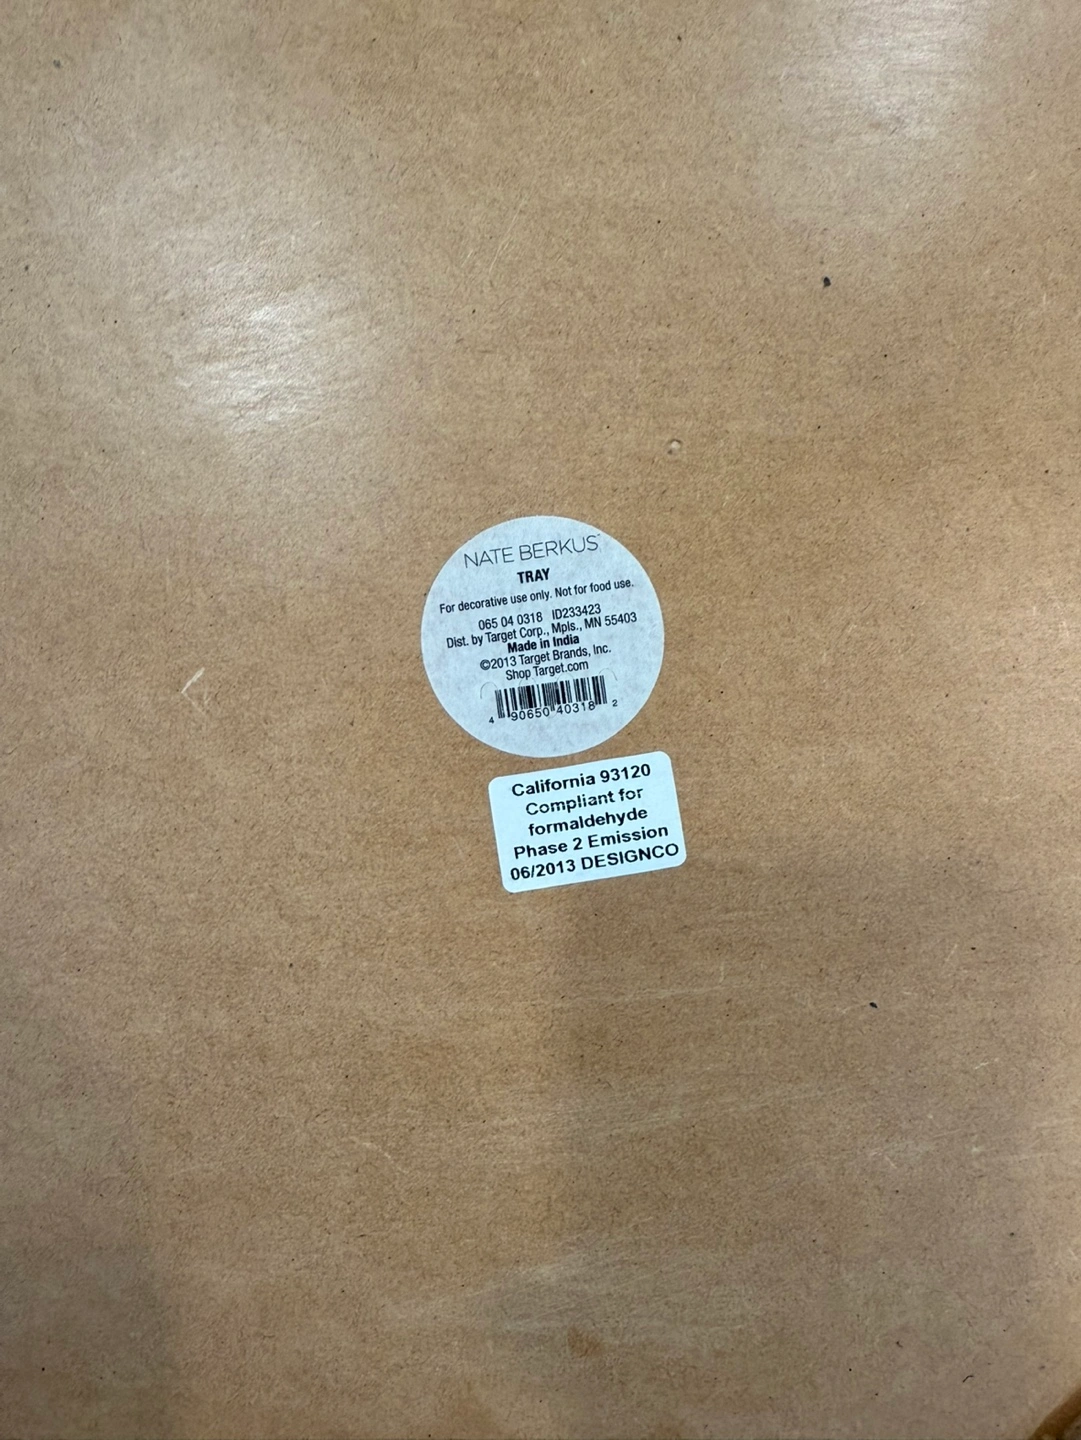 NATE BERKUS™
TRAY
For decorative use only. Not for food use.
065 04 0318 ID233423
Dist. by Target Corp., Mpls., MN 55403
Made in India
©2013 Target Brands, Inc.
Shop Target.com
4 90650 40318 2
California 93120
Compliant for
formaldehyde
Phase 2 Emission
06/2013 DESIGNCO